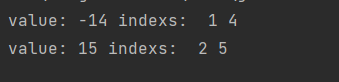 value: -14 indexs:  1 4
value: 15 indexs:  2 5